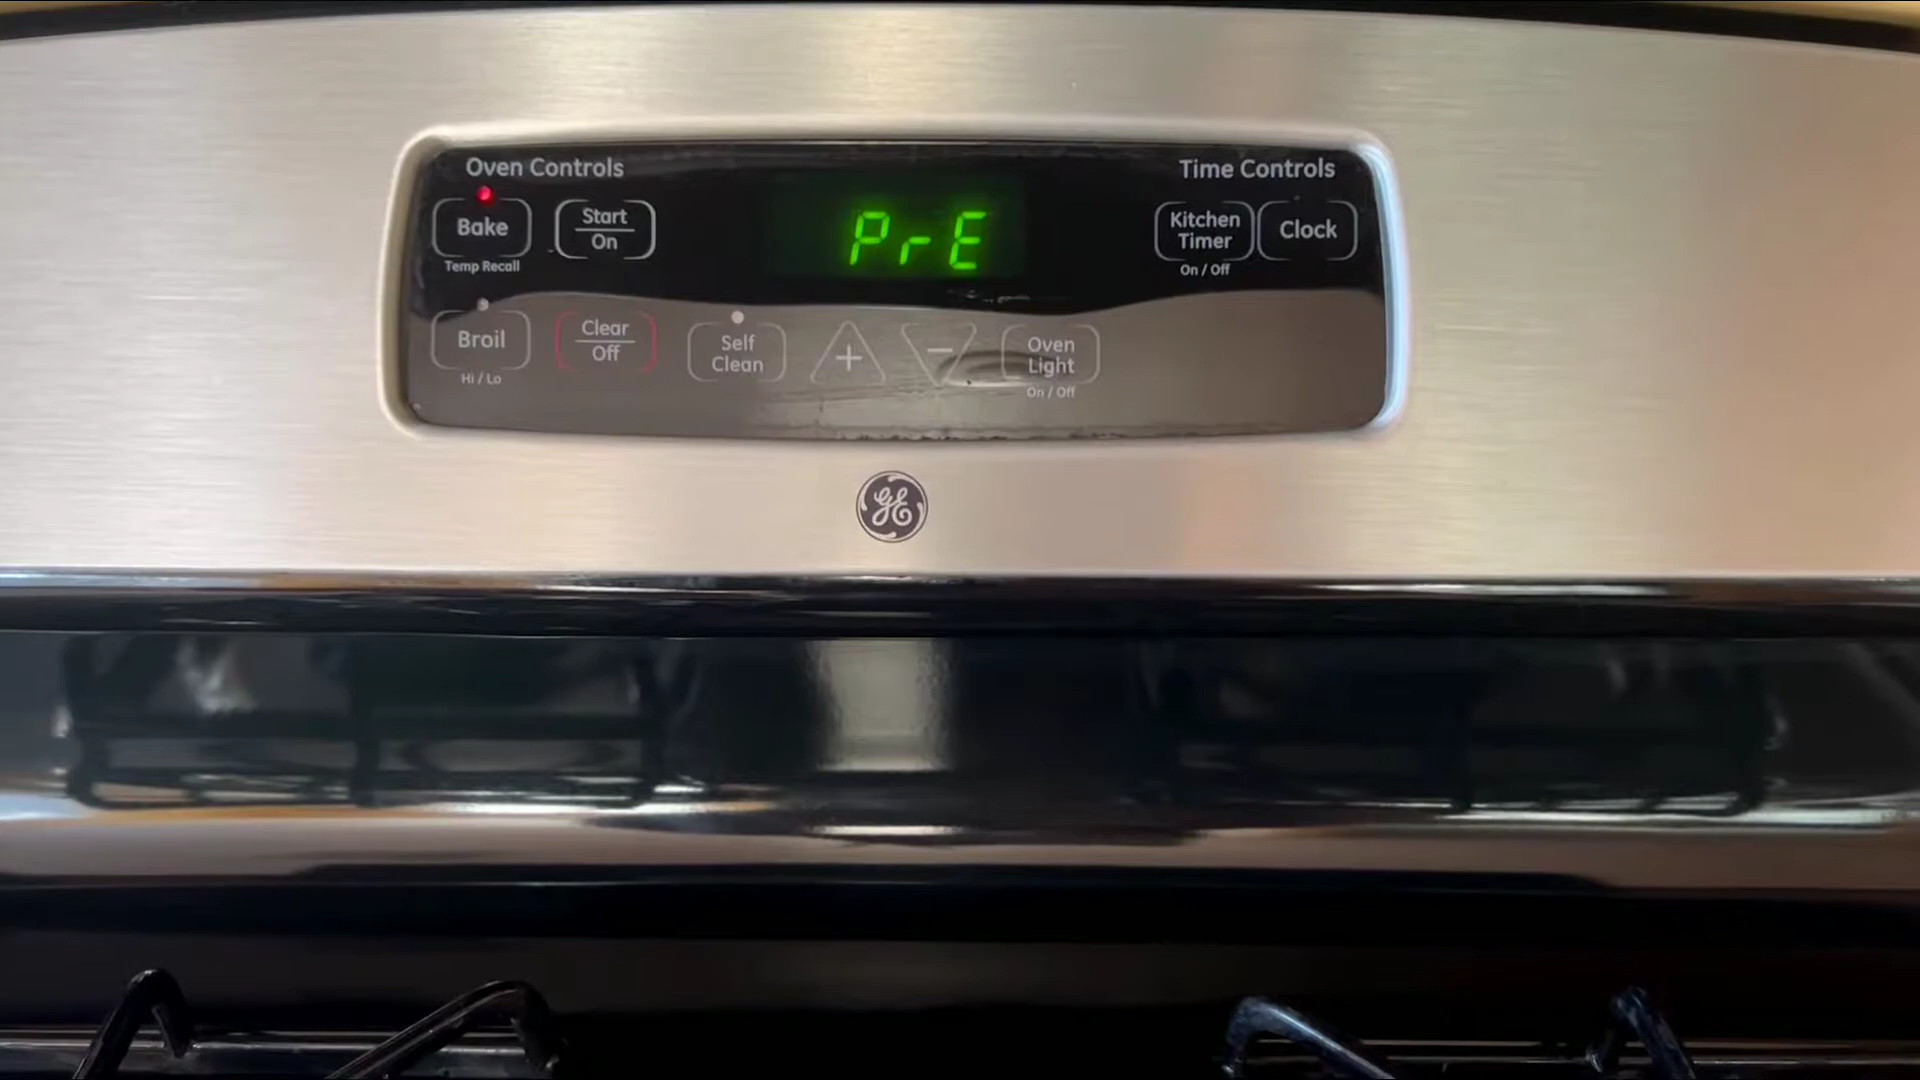 Oven Controls
Time Controls
Bake
Temp Recall
Start
On
PrE
Kitchen
Timer
On / Off
Clock
Broil
Hi / Lo
Clear
Off
Self
Clean
+
−
Oven
Light
On / Off
GE